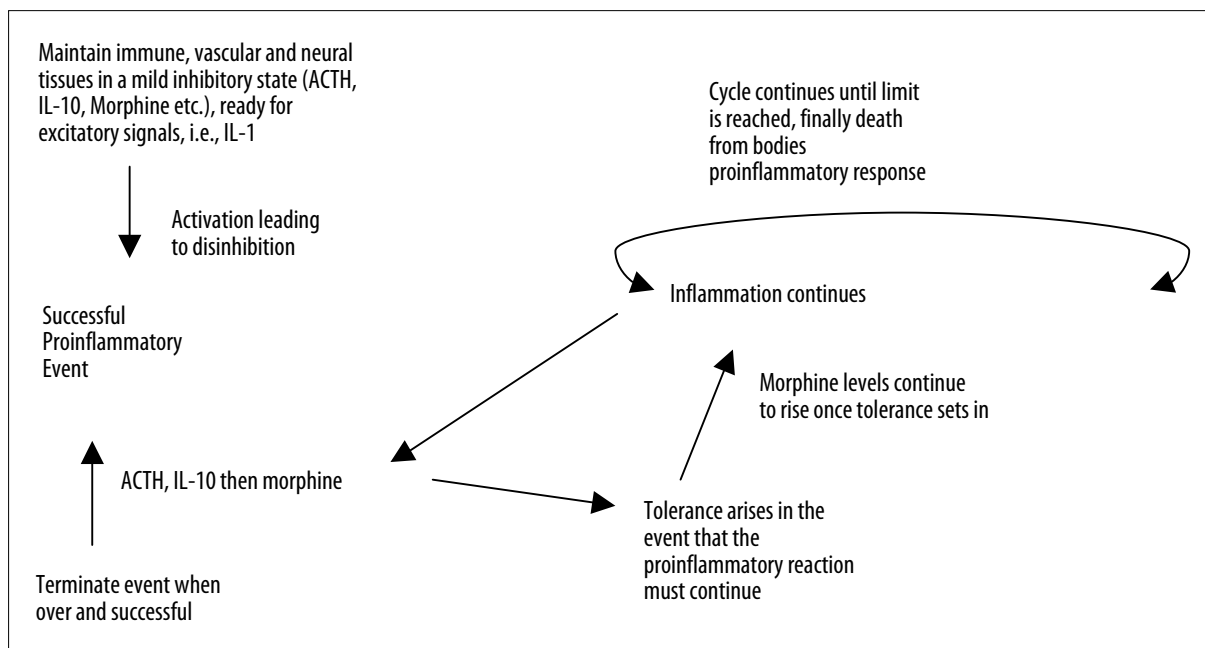 Maintain immune, vascular and neural
tissues in a mild inhibitory state (ACTH,
IL-10, Morphine etc.), ready for
excitatory signals, i.e., IL-1
Activation leading
to disinhibition
Successful
Proinflammatory
Event
ACTH, IL-10 then morphine
Terminate event when
over and successful
Cycle continues until limit
is reached, finally death
from bodies
proinflammatory response
Inflammation continues
Morphine levels continue
to rise once tolerance sets in
Tolerance arises in the
event that the
proinflammatory reaction
must continue